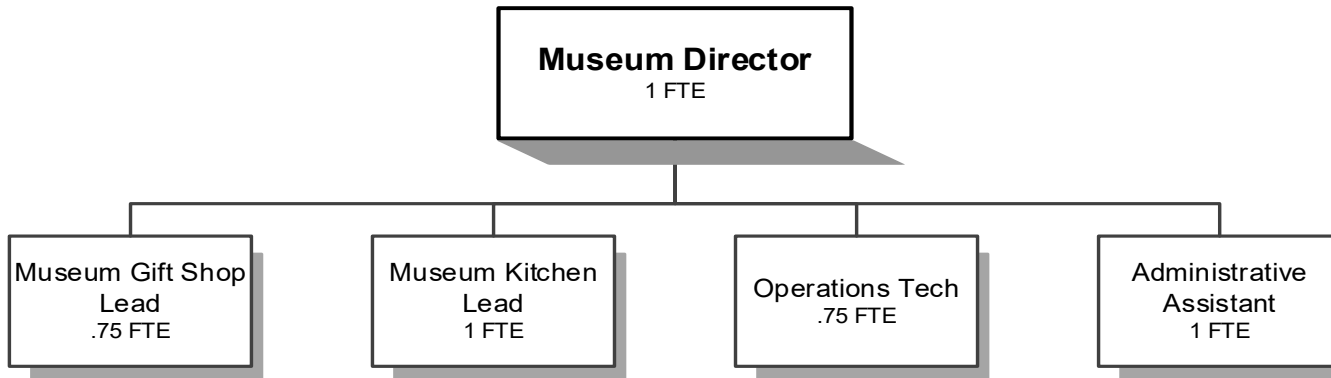 Museum Director
1 FTE
Museum Gift Shop
Lead
.75 FTE
Museum Kitchen
Lead
1 FTE
Operations Tech
.75 FTE
Administrative
Assistant
1 FTE